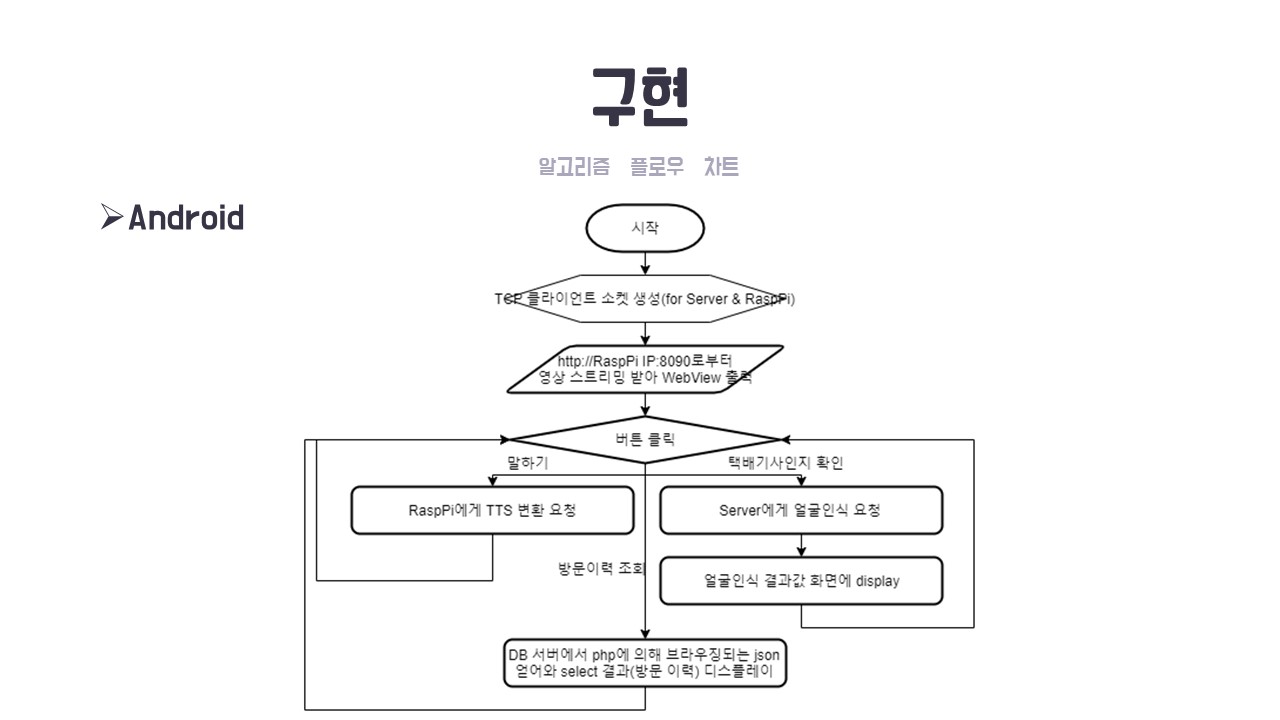 구현
알고리즘 플로우 차트
Android
시작
TCP 클라이언트 소켓 생성(for Server & RaspPi)
http://RaspPi IP:8090로부터
영상 스트리밍 받아 WebView 출력
버튼 클릭
말하기
택배기사인지 확인
RaspPi에게 TTS 변환 요청
Server에게 얼굴인식 요청
방문이력 조회
얼굴인식 결과값 화면에 display
DB 서버에서 php에 의해 브라우징되는 json
얻어와 select 결과(방문 이력) 디스플레이